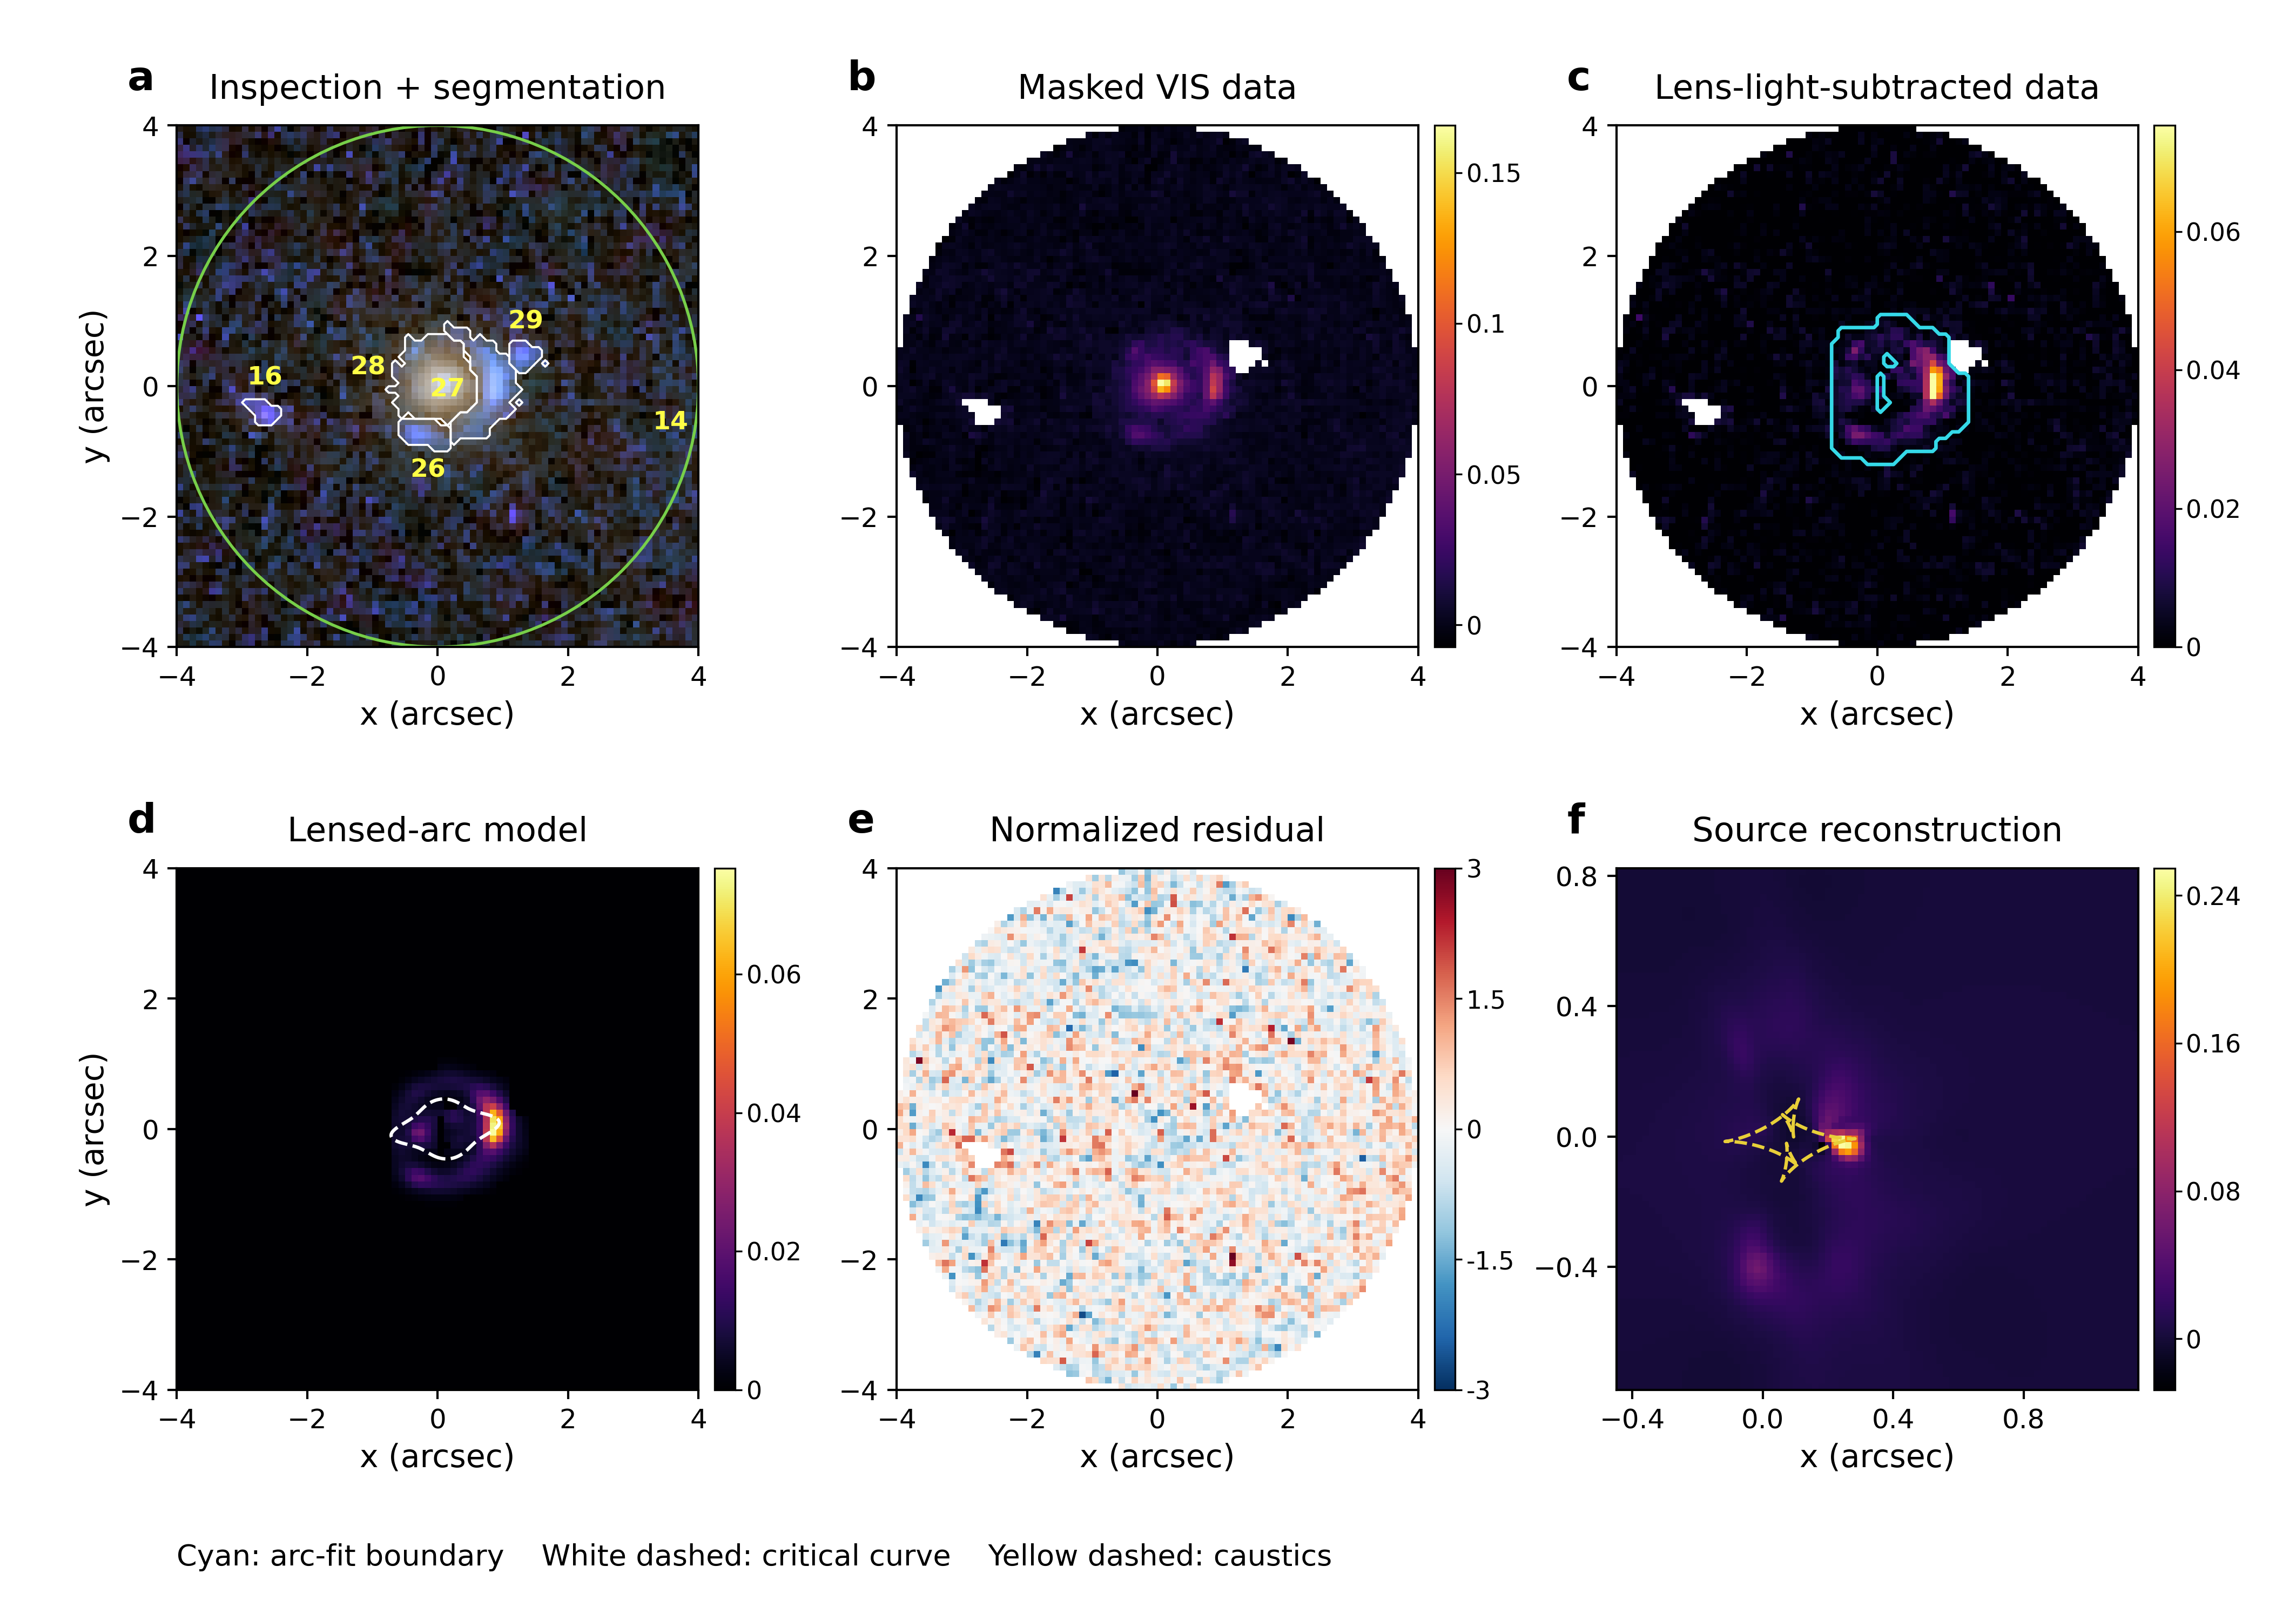 a Inspection + segmentation
4
2
0
−2
−4
y (arcsec)
29
28
27
16
14
26
−4 −2 0 2 4
x (arcsec)
b Masked VIS data
4
2
0
−2
−4
0.15
0.1
0.05
0
−4 −2 0 2 4
x (arcsec)
c Lens-light-subtracted data
4
2
0
−2
−4
0.06
0.04
0.02
0
−4 −2 0 2 4
x (arcsec)
d Lensed-arc model
4
2
0
−2
−4
y (arcsec)
0.06
0.04
0.02
0
−4 −2 0 2 4
x (arcsec)
e Normalized residual
4
2
0
−2
−4
3
1.5
0
-1.5
-3
−4 −2 0 2 4
x (arcsec)
f Source reconstruction
0.8
0.4
0.0
−0.4
0.24
0.16
0.08
0
−0.4 0.0 0.4 0.8
x (arcsec)
Cyan: arc-fit boundary White dashed: critical curve Yellow dashed: caustics